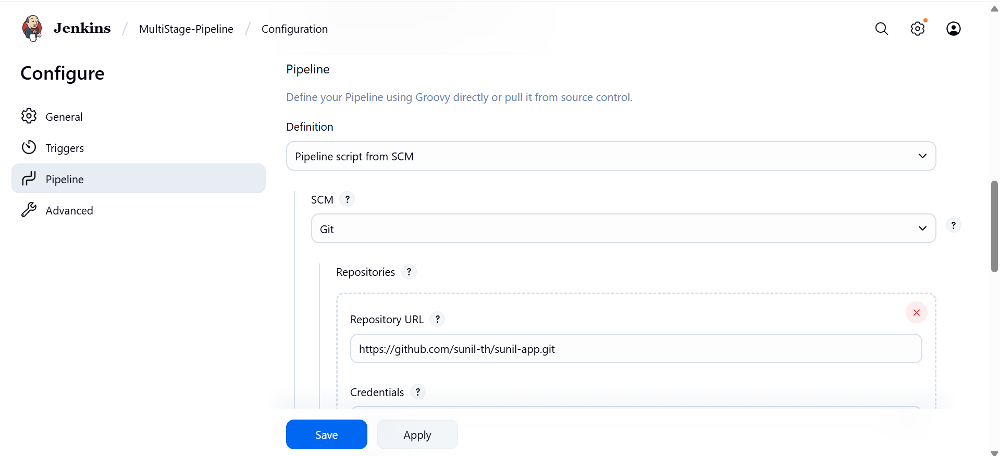 Jenkins / MultiStage-Pipeline / Configuration
Configure
General
Triggers
Pipeline
Advanced
Pipeline
Define your Pipeline using Groovy directly or pull it from source control.
Definition
Pipeline script from SCM
SCM ?
Git
?
Repositories ?
Repository URL ?
https://github.com/sunil-th/sunil-app.git
Credentials ?
Save
Apply